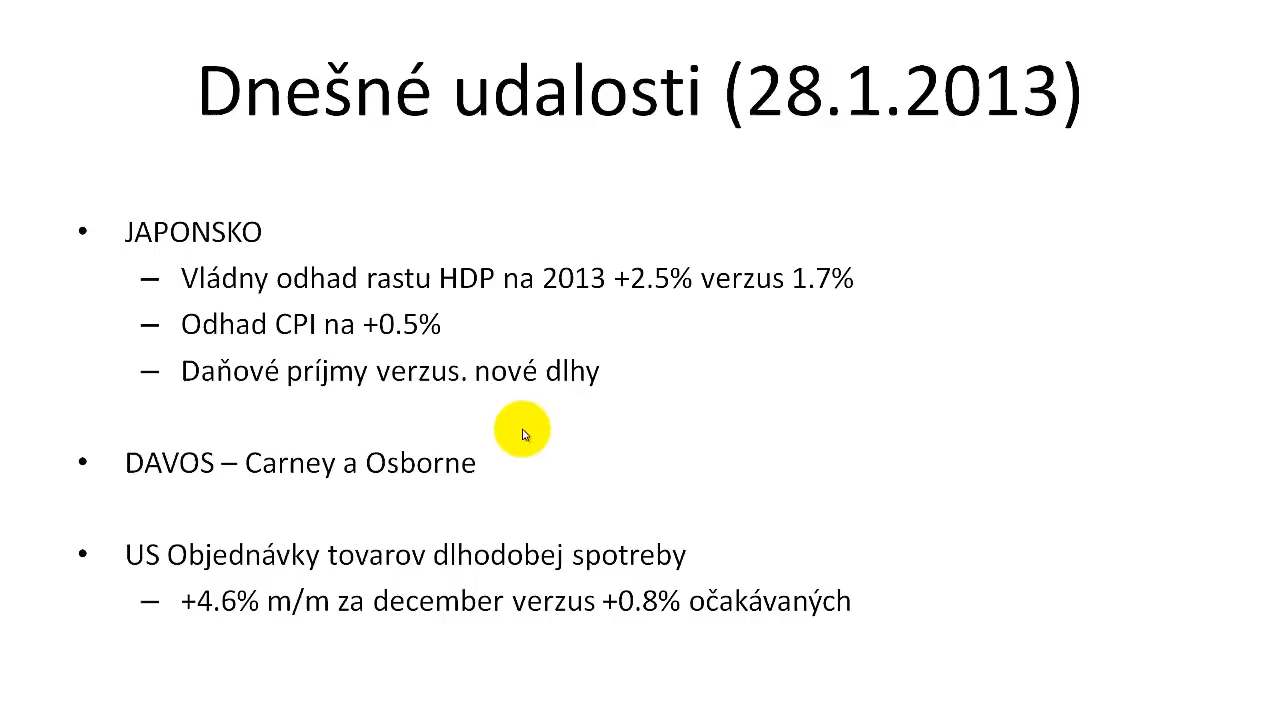 Dnešné udalosti (28.1.2013)
• JAPONSKO
– Vládny odhad rastu HDP na 2013 +2.5% verzus 1.7%
– Odhad CPI na +0.5%
– Daňové príjmy verzus. nové dlhy
• DAVOS – Carney a Osborne
• US Objednávky tovarov dlhodobej spotreby
– +4.6% m/m za december verzus +0.8% očakávaných